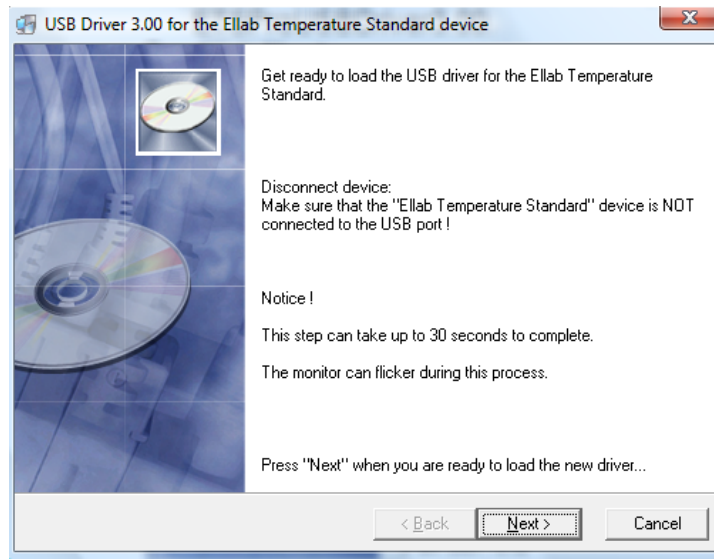 USB Driver 3.00 for the Ellab Temperature Standard device
Get ready to load the USB driver for the Ellab Temperature
Standard.
Disconnect device:
Make sure that the "Ellab Temperature Standard" device is NOT
connected to the USB port !
Notice !
This step can take up to 30 seconds to complete.
The monitor can flicker during this process.
Press "Next" when you are ready to load the new driver...
< Back
Next >
Cancel